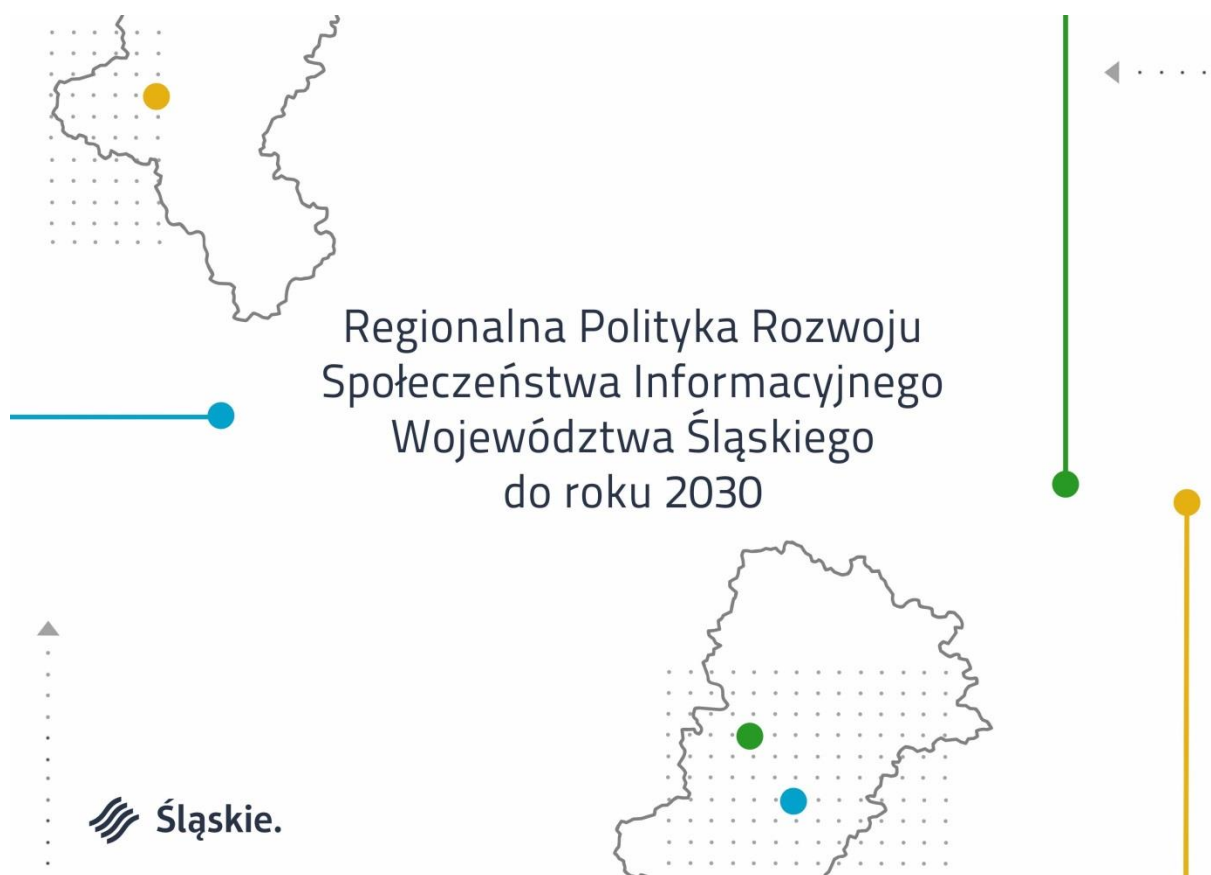 Regionalna Polityka Rozwoju
Społeczeństwa Informacyjnego
Województwa Śląskiego
do roku 2030
Śląskie.